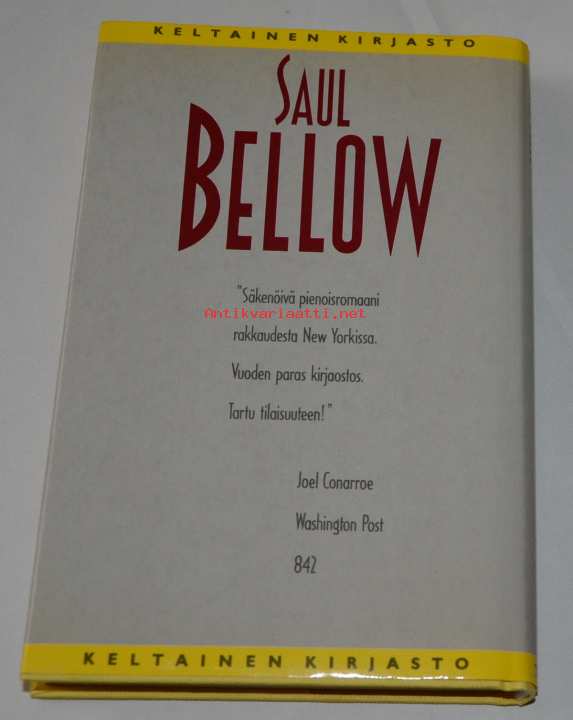 KELTAINEN KIRJASTO
SAUL
BELLOW
"Säkenöivä pienoisromaani
Antikvariaatti.net
rakkaudesta New Yorkissa.
Vuoden paras kirjaostos.
Tartu tilaisuuteen!"
Joel Conarroe
Washington Post
842
KELTAINEN KIRJASTO